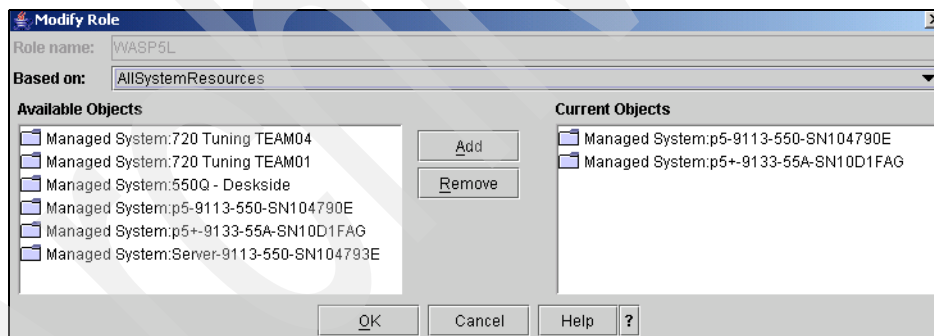 Modify Role
Role name: WASP5L
Based on: AllSystemResources
Available Objects
Managed System:720 Tuning TEAM04
Managed System:720 Tuning TEAM01
Managed System:550Q - Deskside
Managed System:p5-9113-550-SN104790E
Managed System:p5+-9133-55A-SN10D1FAG
Managed System:Server-9113-550-SN104793E
Add
Remove
Current Objects
Managed System:p5-9113-550-SN104790E
Managed System:p5+-9133-55A-SN10D1FAG
OK Cancel Help ?